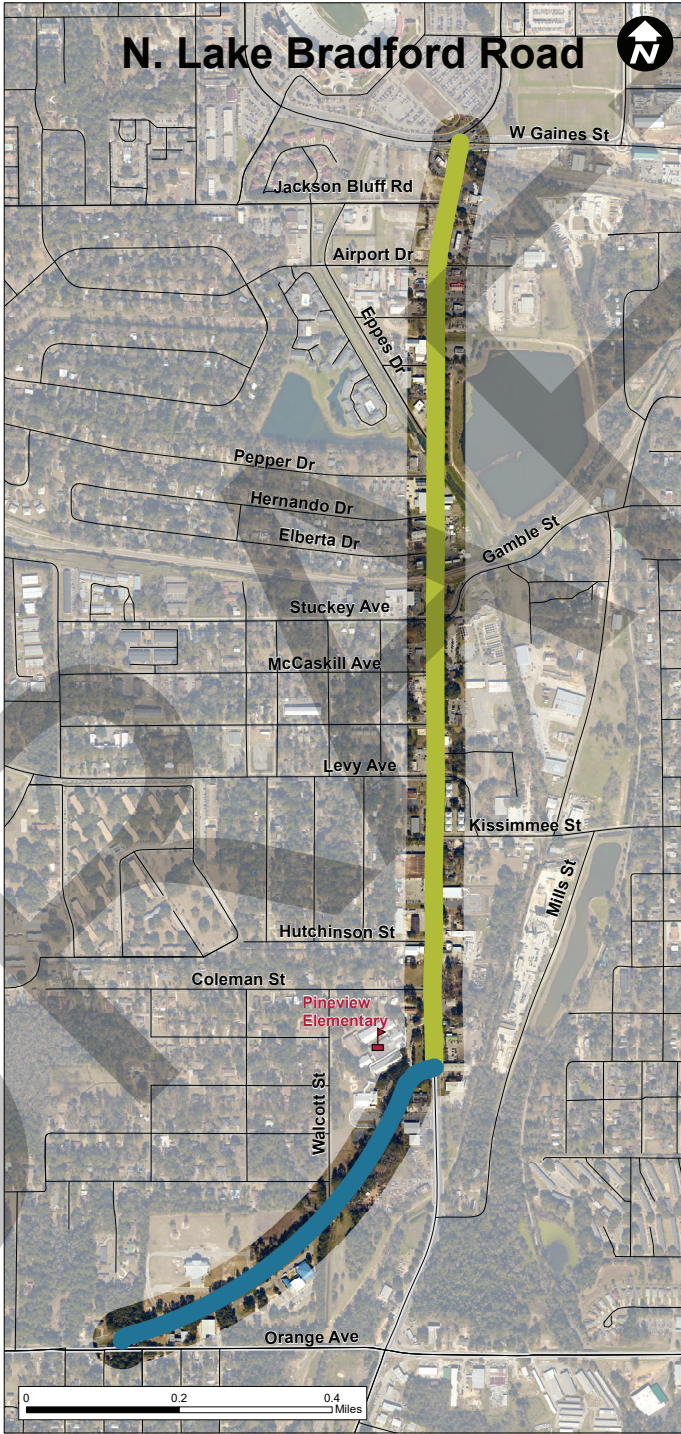 N. Lake Bradford Road
N
W Gaines St
Jackson Bluff Rd
Airport Dr
Eppes Dr
Pepper Dr
Hernando Dr
Elberta Dr
Gamble St
Stuckey Ave
McCaskill Ave
Levy Ave
Kissimmee St
Mills St
Hutchinson St
Coleman St
Pineview
Elementary
Walcott St
Orange Ave
0 0.2 0.4
Miles
DRAFT